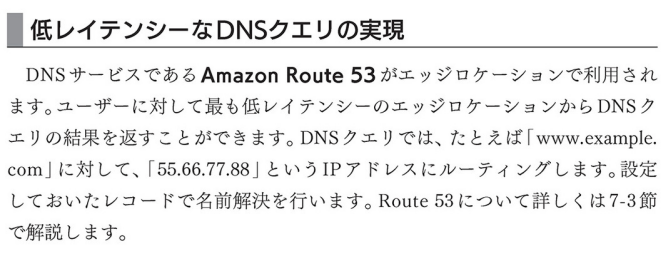 低レイテンシーなDNSクエリの実現
DNSサービスであるAmazon Route 53がエッジロケーションで利用され
ます。ユーザーに対して最も低レイテンシーのエッジロケーションからDNSク
エリの結果を返すことができます。DNSクエリでは、たとえば「www.example.
com」に対して、「55.66.77.88」というIPアドレスにルーティングします。設定
しておいたレコードで名前解決を行います。Route 53について詳しくは7-3節
で解説します。